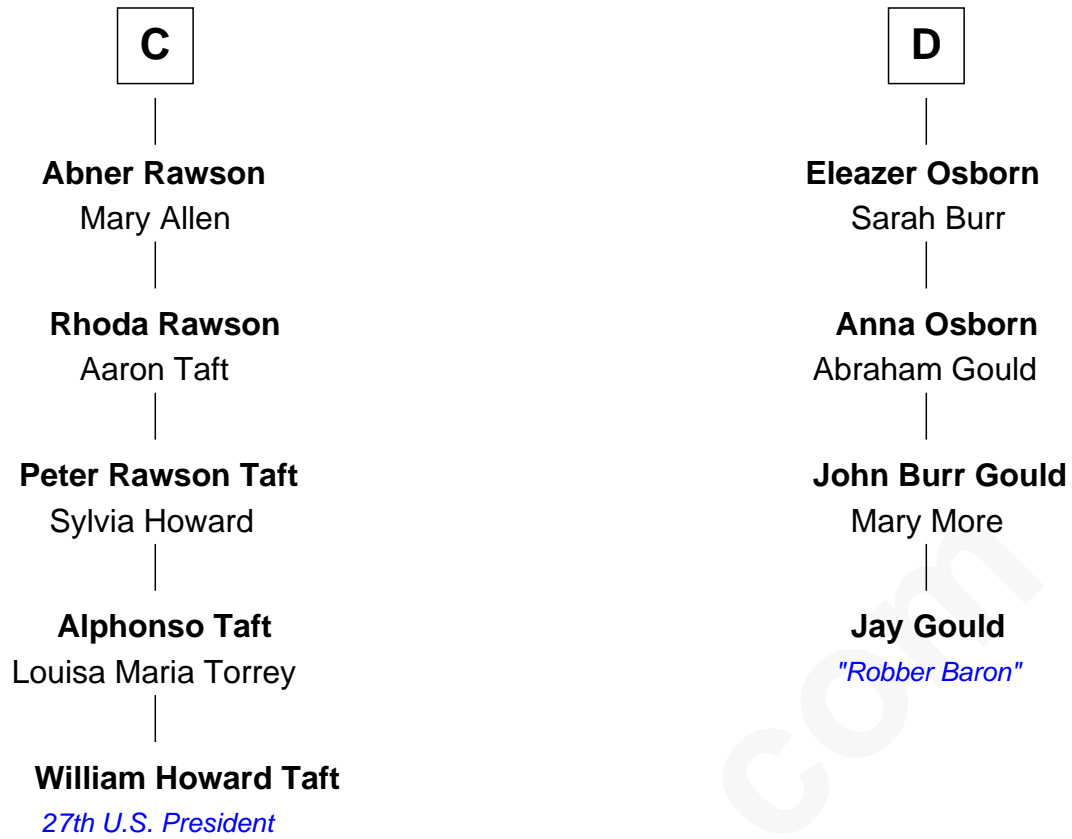 C
Abner Rawson
Mary Allen
Rhoda Rawson
Aaron Taft
Peter Rawson Taft
Sylvia Howard
Alphonso Taft
Louisa Maria Torrey
William Howard Taft
27th U.S. President
D
Eleazer Osborn
Sarah Burr
Anna Osborn
Abraham Gould
John Burr Gould
Mary More
Jay Gould
"Robber Baron"
com